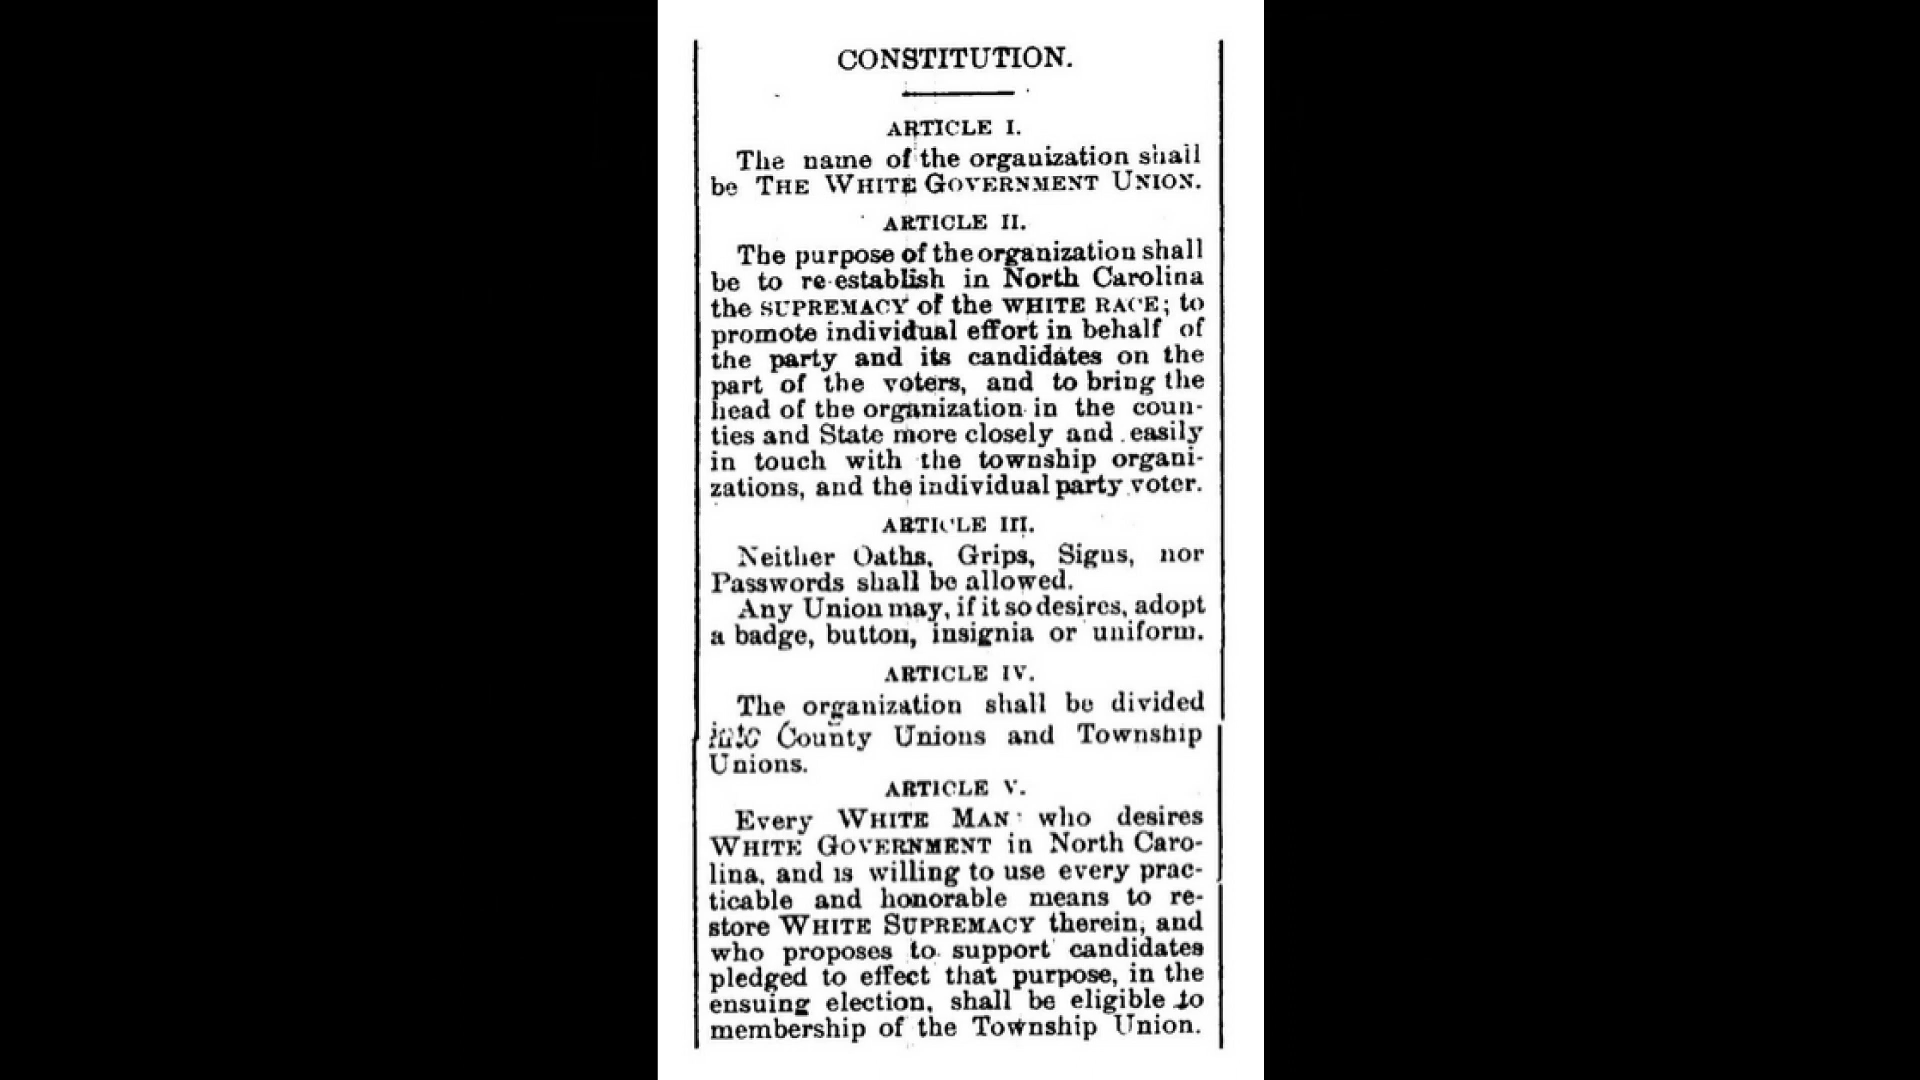 CONSTITUTION.
ARTICLE I.
The name of the organization shall
be THE WHITE GOVERNMENT UNION.
ARTICLE II.
The purpose of the organization shall
be to re-establish in North Carolina
the SUPREMACY of the WHITE RACE; to
promote individual effort in behalf of
the party and its candidates on the
part of the voters, and to bring the
head of the organization in the coun-
ties and State more closely and easily
in touch with the township organi-
zations, and the individual party voter.
ARTICLE III.
Neither Oaths, Grips, Signs, nor
Passwords shall be allowed.
Any Union may, if it so desires, adopt
a badge, button, insignia or uniform.
ARTICLE IV.
The organization shall be divided
into County Unions and Township
Unions.
ARTICLE V.
Every WHITE MAN who desires
WHITE GOVERNMENT in North Caro-
lina, and is willing to use every prac-
ticable and honorable means to re-
store WHITE SUPREMACY therein, and
who proposes to support candidates
pledged to effect that purpose, in the
ensuing election, shall be eligible to
membership of the Township Union.